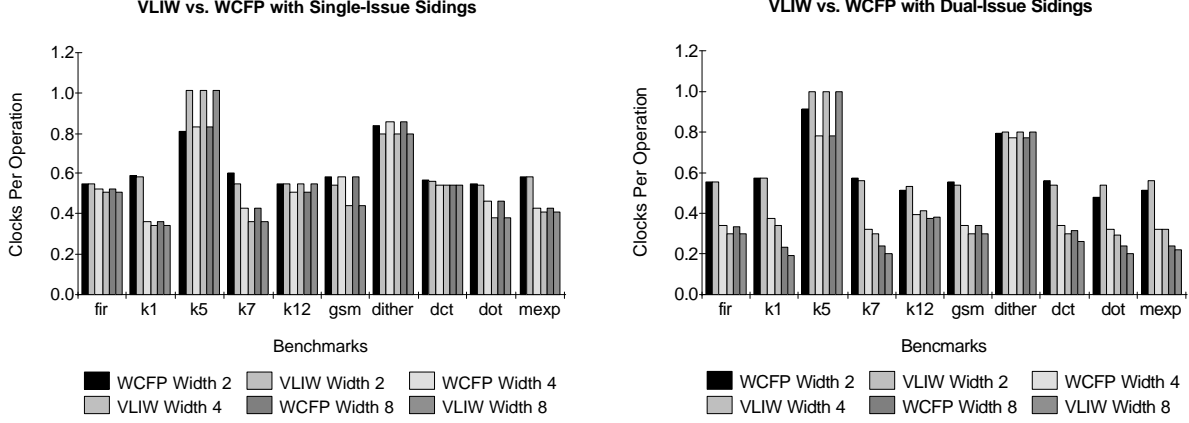 VLIW vs. WCFP with Single-Issue Sidings
Clocks Per Operation
1.2
1.0
0.8
0.6
0.4
0.2
0.0
fir k1 k5 k7 k12 gsm dither dct dot mexp
Benchmarks
WCFP Width 2 VLIW Width 2 WCFP Width 4
VLIW Width 4 WCFP Width 8 VLIW Width 8
VLIW vs. WCFP with Dual-Issue Sidings
Clocks Per Operation
1.2
1.0
0.8
0.6
0.4
0.2
0.0
fir k1 k5 k7 k12 gsm dither dct dot mexp
Bencmarks
WCFP Width 2 VLIW Width 2 WCFP Width 4
VLIW Width 4 WCFP Width 8 VLIW Width 8